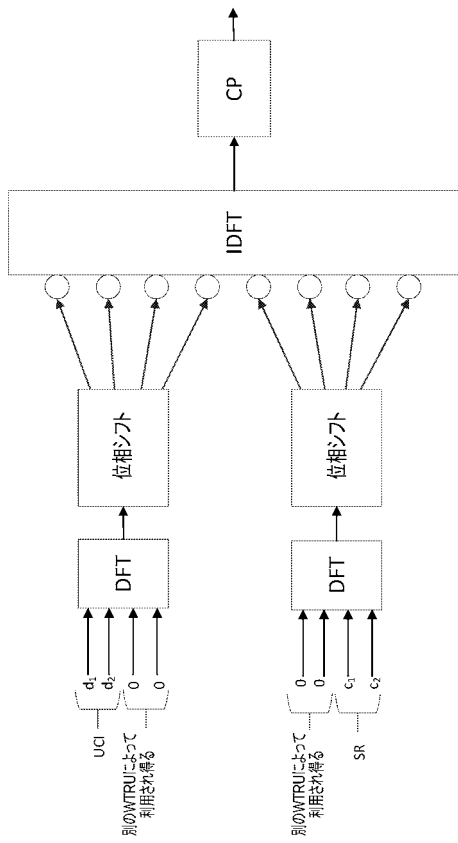 UCI
d₁
d₂
0
0
別のWTRUによって
利用され得る
DFT
位相シフト
別のWTRUによって
利用され得る
0
0
c₁
c₂
SR
DFT
位相シフト
IDFT
CP